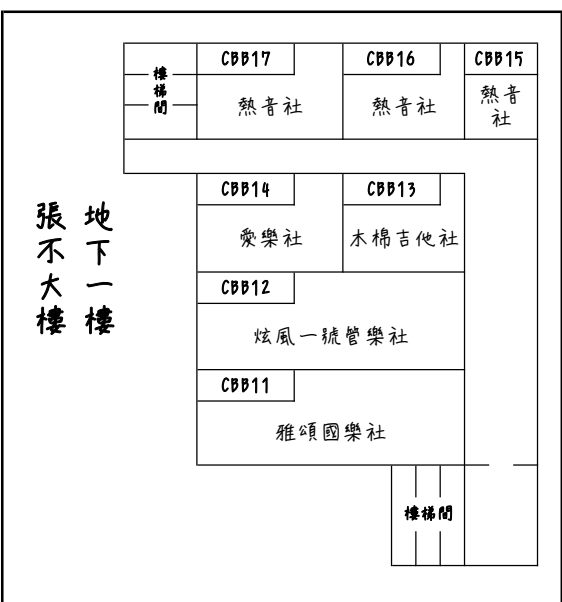 張不大樓
地下一樓
樓梯間
CBB17
熱音社
CBB16
熱音社
CBB15
熱音
社
CBB14
愛樂社
CBB13
木棉吉他社
CBB12
炫風一號管樂社
CBB11
雅頌國樂社
樓梯間